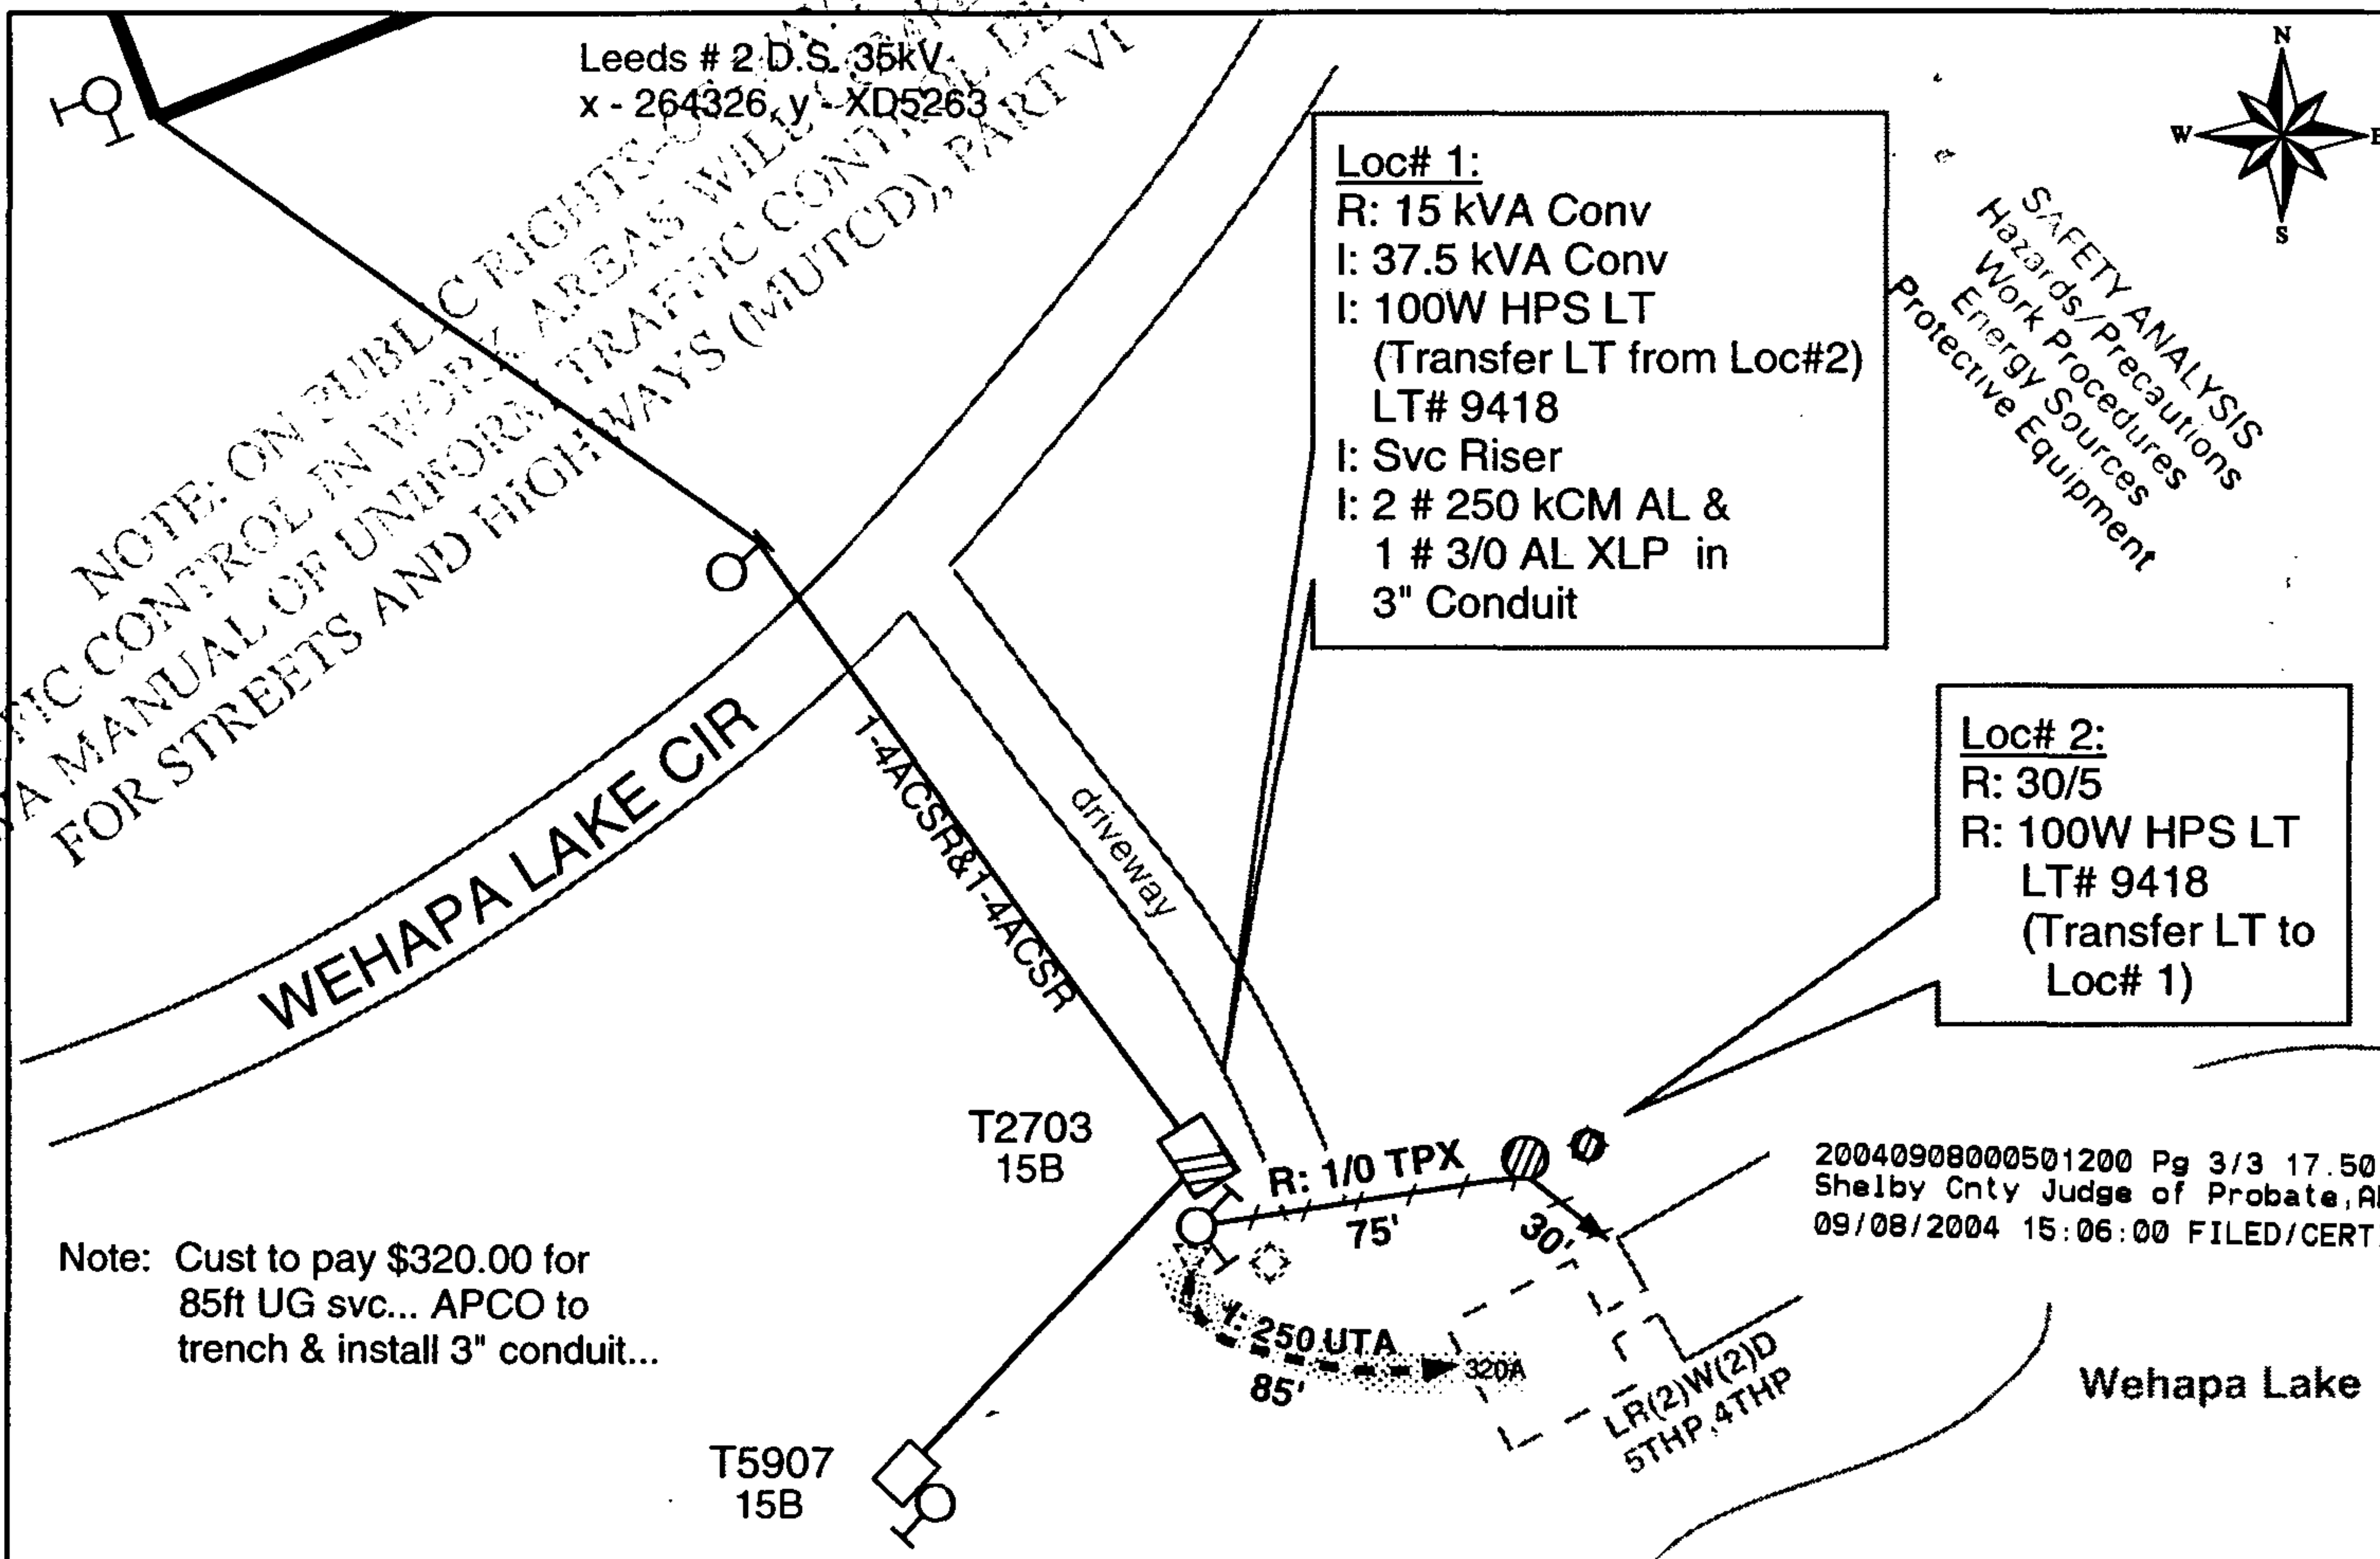 Leeds # 2 D.S. 35kV
x - 264326, y - XD5263
NOTE: ON PUBLIC RIGHTS-O
FIC CONTROL IN WORK AREAS WILL
A MANUAL OF UNIFORM TRAFFIC CONTROL DE
FOR STREETS AND HIGHWAYS (MUTCD), PART VI
N
W
E
S
SAFETY ANALYSIS
Hazards/Precautions
Work Procedures
Energy Sources
Protective Equipment
Loc# 1:
R: 15 kVA Conv
I: 37.5 kVA Conv
I: 100W HPS LT
(Transfer LT from Loc#2)
LT# 9418
I: Svc Riser
I: 2 # 250 kCM AL &
1 # 3/0 AL XLP in
3" Conduit
Loc# 2:
R: 30/5
R: 100W HPS LT
LT# 9418
(Transfer LT to
Loc# 1)
WEHAPA LAKE CIR
1-4ACSR&1-4ACSR
driveway
T2703
15B
R: 1/0 TPX
75'
30'
20040908000501200 Pg 3/3 17.50
Shelby Cnty Judge of Probate,
09/08/2004 15:06:00 FILED/CERT
Note: Cust to pay $320.00 for
85ft UG svc... APCO to
trench & install 3" conduit...
I: 250 UTA
85'
320A
LR(2)W(2)D
5THP,4THP
Wehapa Lake
T5907
15B